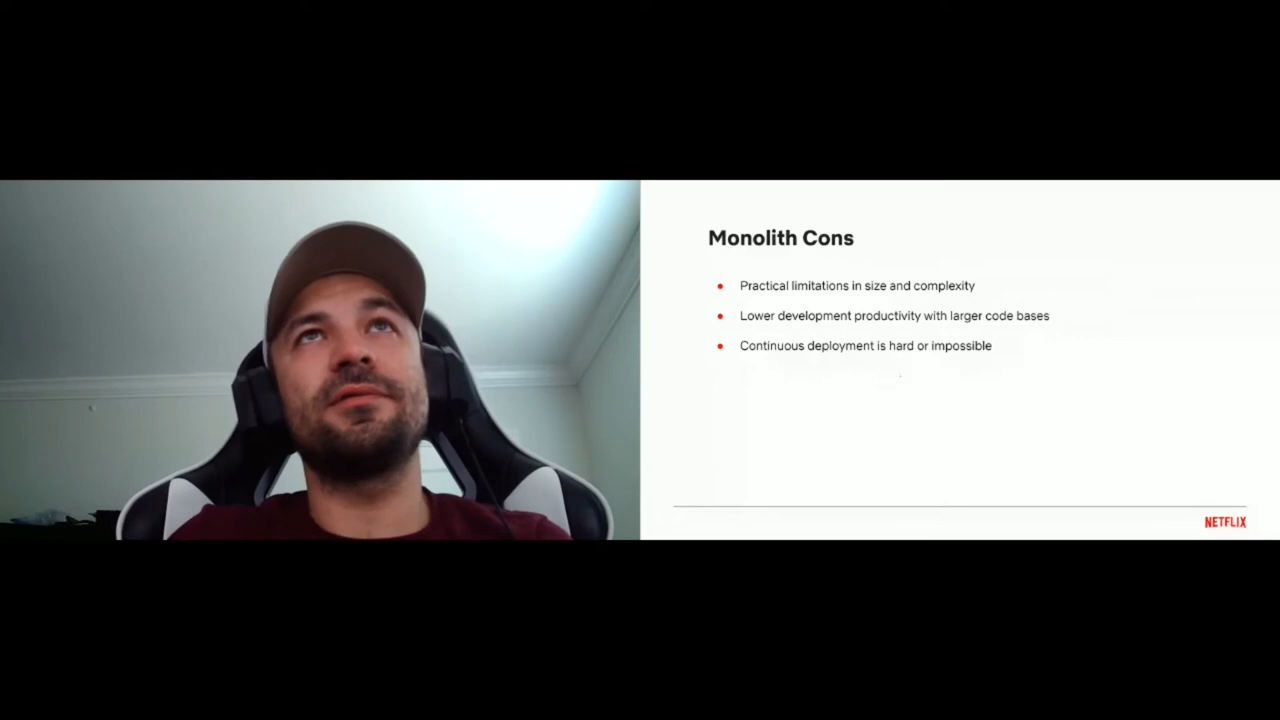 Monolith Cons
Practical limitations in size and complexity
Lower development productivity with larger code bases
Continuous deployment is hard or impossible
NETFLIX